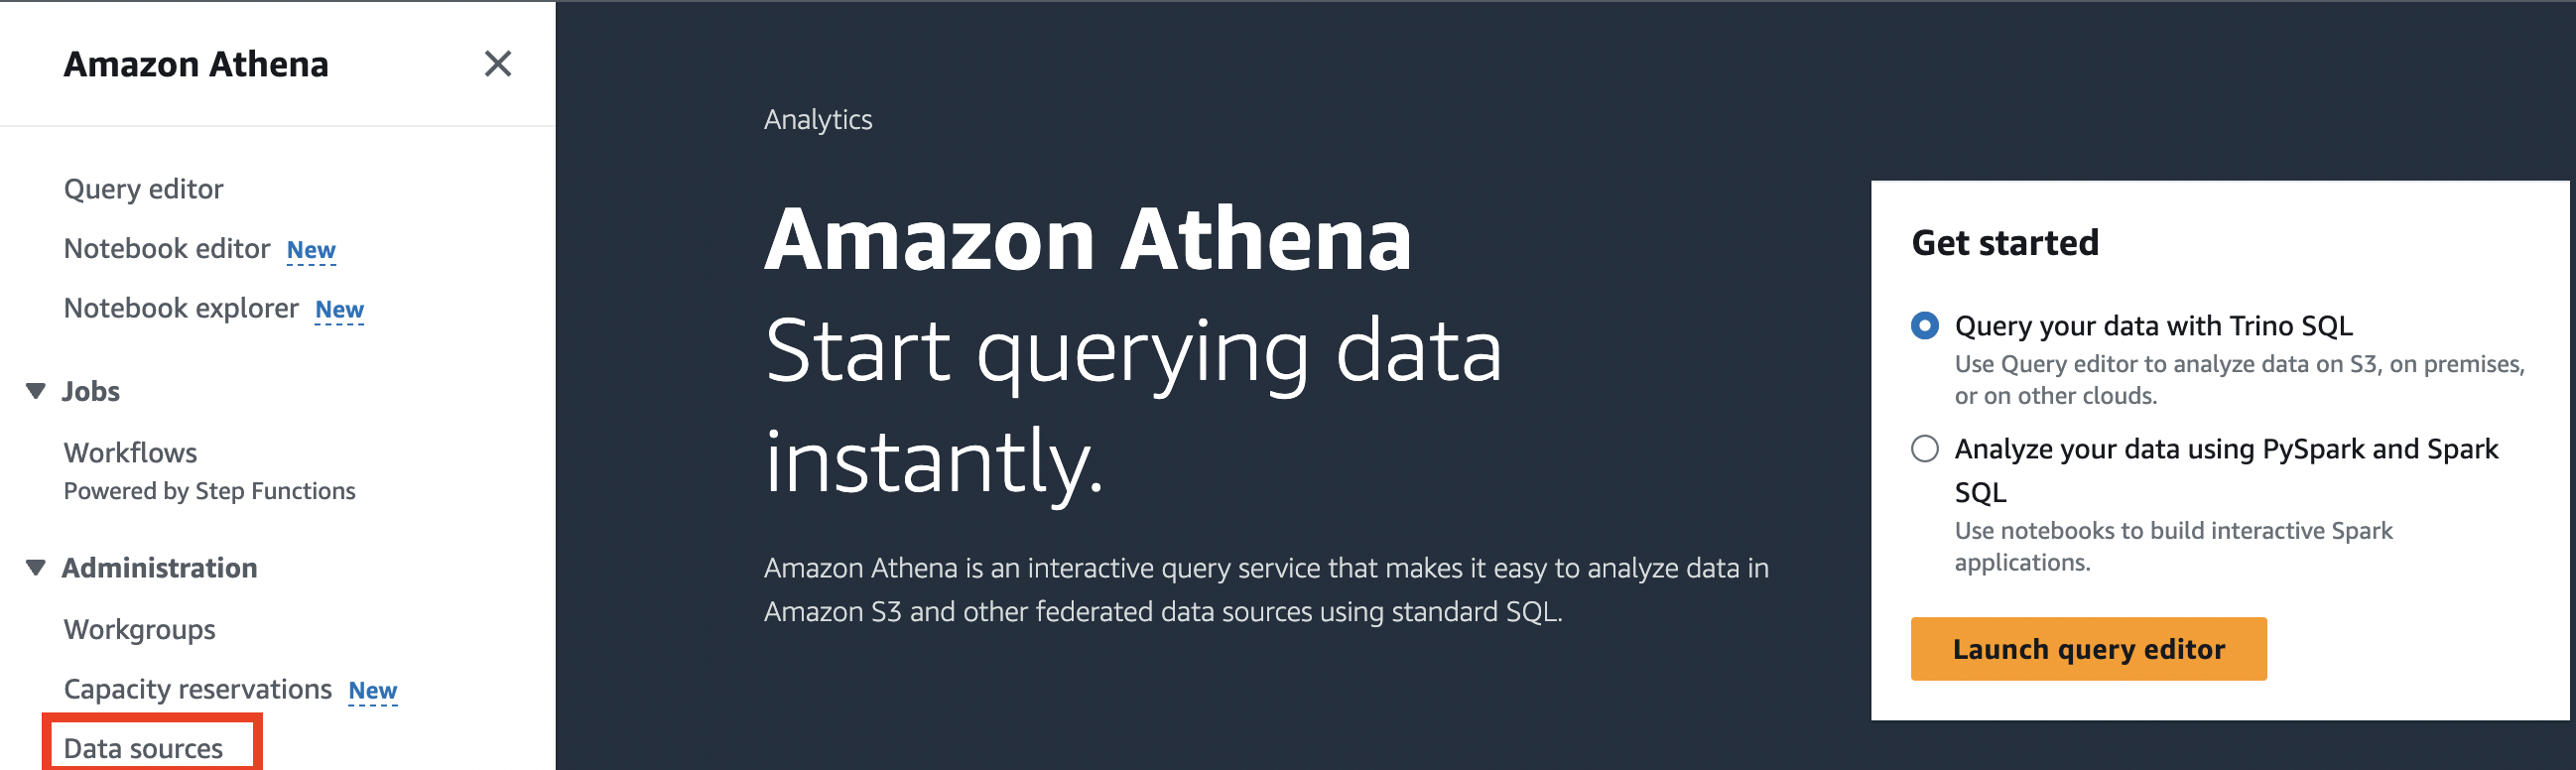 Amazon Athena
Query editor
Notebook editor New
Notebook explorer New
Jobs
Workflows
Powered by Step Functions
Administration
Workgroups
Capacity reservations New
Data sources
Analytics
Amazon Athena
Start querying data
instantly.
Amazon Athena is an interactive query service that makes it easy to analyze data in
Amazon S3 and other federated data sources using standard SQL.
Get started
Query your data with Trino SQL
Use Query editor to analyze data on S3, on premises,
or on other clouds.
Analyze your data using PySpark and Spark
SQL
Use notebooks to build interactive Spark
applications.
Launch query editor